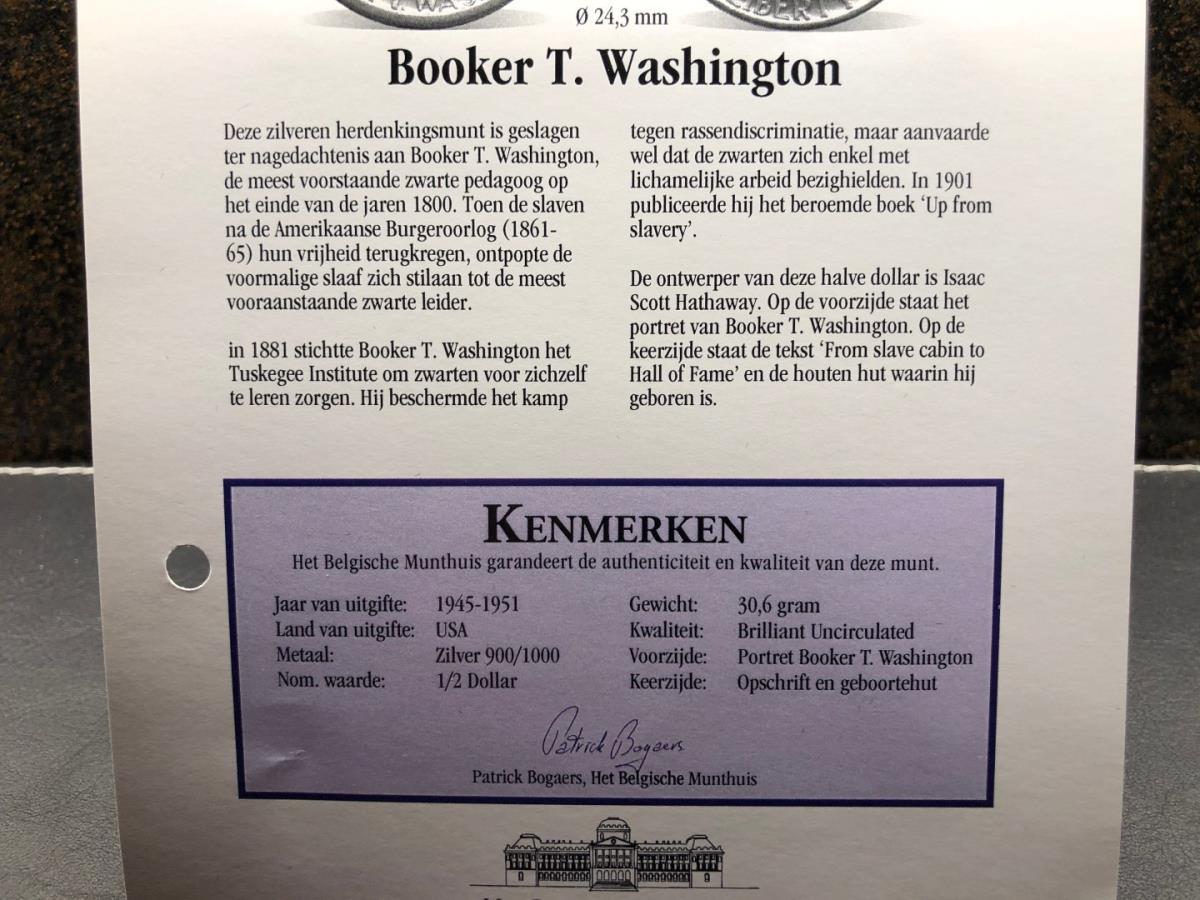 . WAS
Ø 24,3 mm
IBERT
Booker T. Washington
Deze zilveren herdenkingsmunt is geslagen
ter nagedachtenis aan Booker T. Washington,
de meest voorstaande zwarte pedagoog op
het einde van de jaren 1800. Toen de slaven
na de Amerikaanse Burgeroorlog (1861-
65) hun vrijheid terugkregen, ontpopte de
voormalige slaaf zich stilaan tot de meest
vooraanstaande zwarte leider.
in 1881 stichtte Booker T. Washington het
Tuskegee Institute om zwarten voor zichzelf
te leren zorgen. Hij beschermde het kamp
tegen rassendiscriminatie, maar aanvaarde
wel dat de zwarten zich enkel met
lichamelijke arbeid bezighielden. In 1901
publiceerde hij het beroemde boek ‘Up from
slavery’.
De ontwerper van deze halve dollar is Isaac
Scott Hathaway. Op de voorzijde staat het
portret van Booker T. Washington. Op de
keerzijde staat de tekst ‘From slave cabin to
Hall of Fame’ en de houten hut waarin hij
geboren is.
KENMERKEN
Het Belgische Munthuis garandeert de authenticiteit en kwaliteit van deze munt.
Jaar van uitgifte: 1945-1951
Land van uitgifte: USA
Metaal: Zilver 900/1000
Nom. waarde: 1/2 Dollar
Gewicht: 30,6 gram
Kwaliteit: Brilliant Uncirculated
Voorzijde: Portret Booker T. Washington
Keerzijde: Opschrift en geboortehut
Patrick Bogaers
Patrick Bogaers, Het Belgische Munthuis